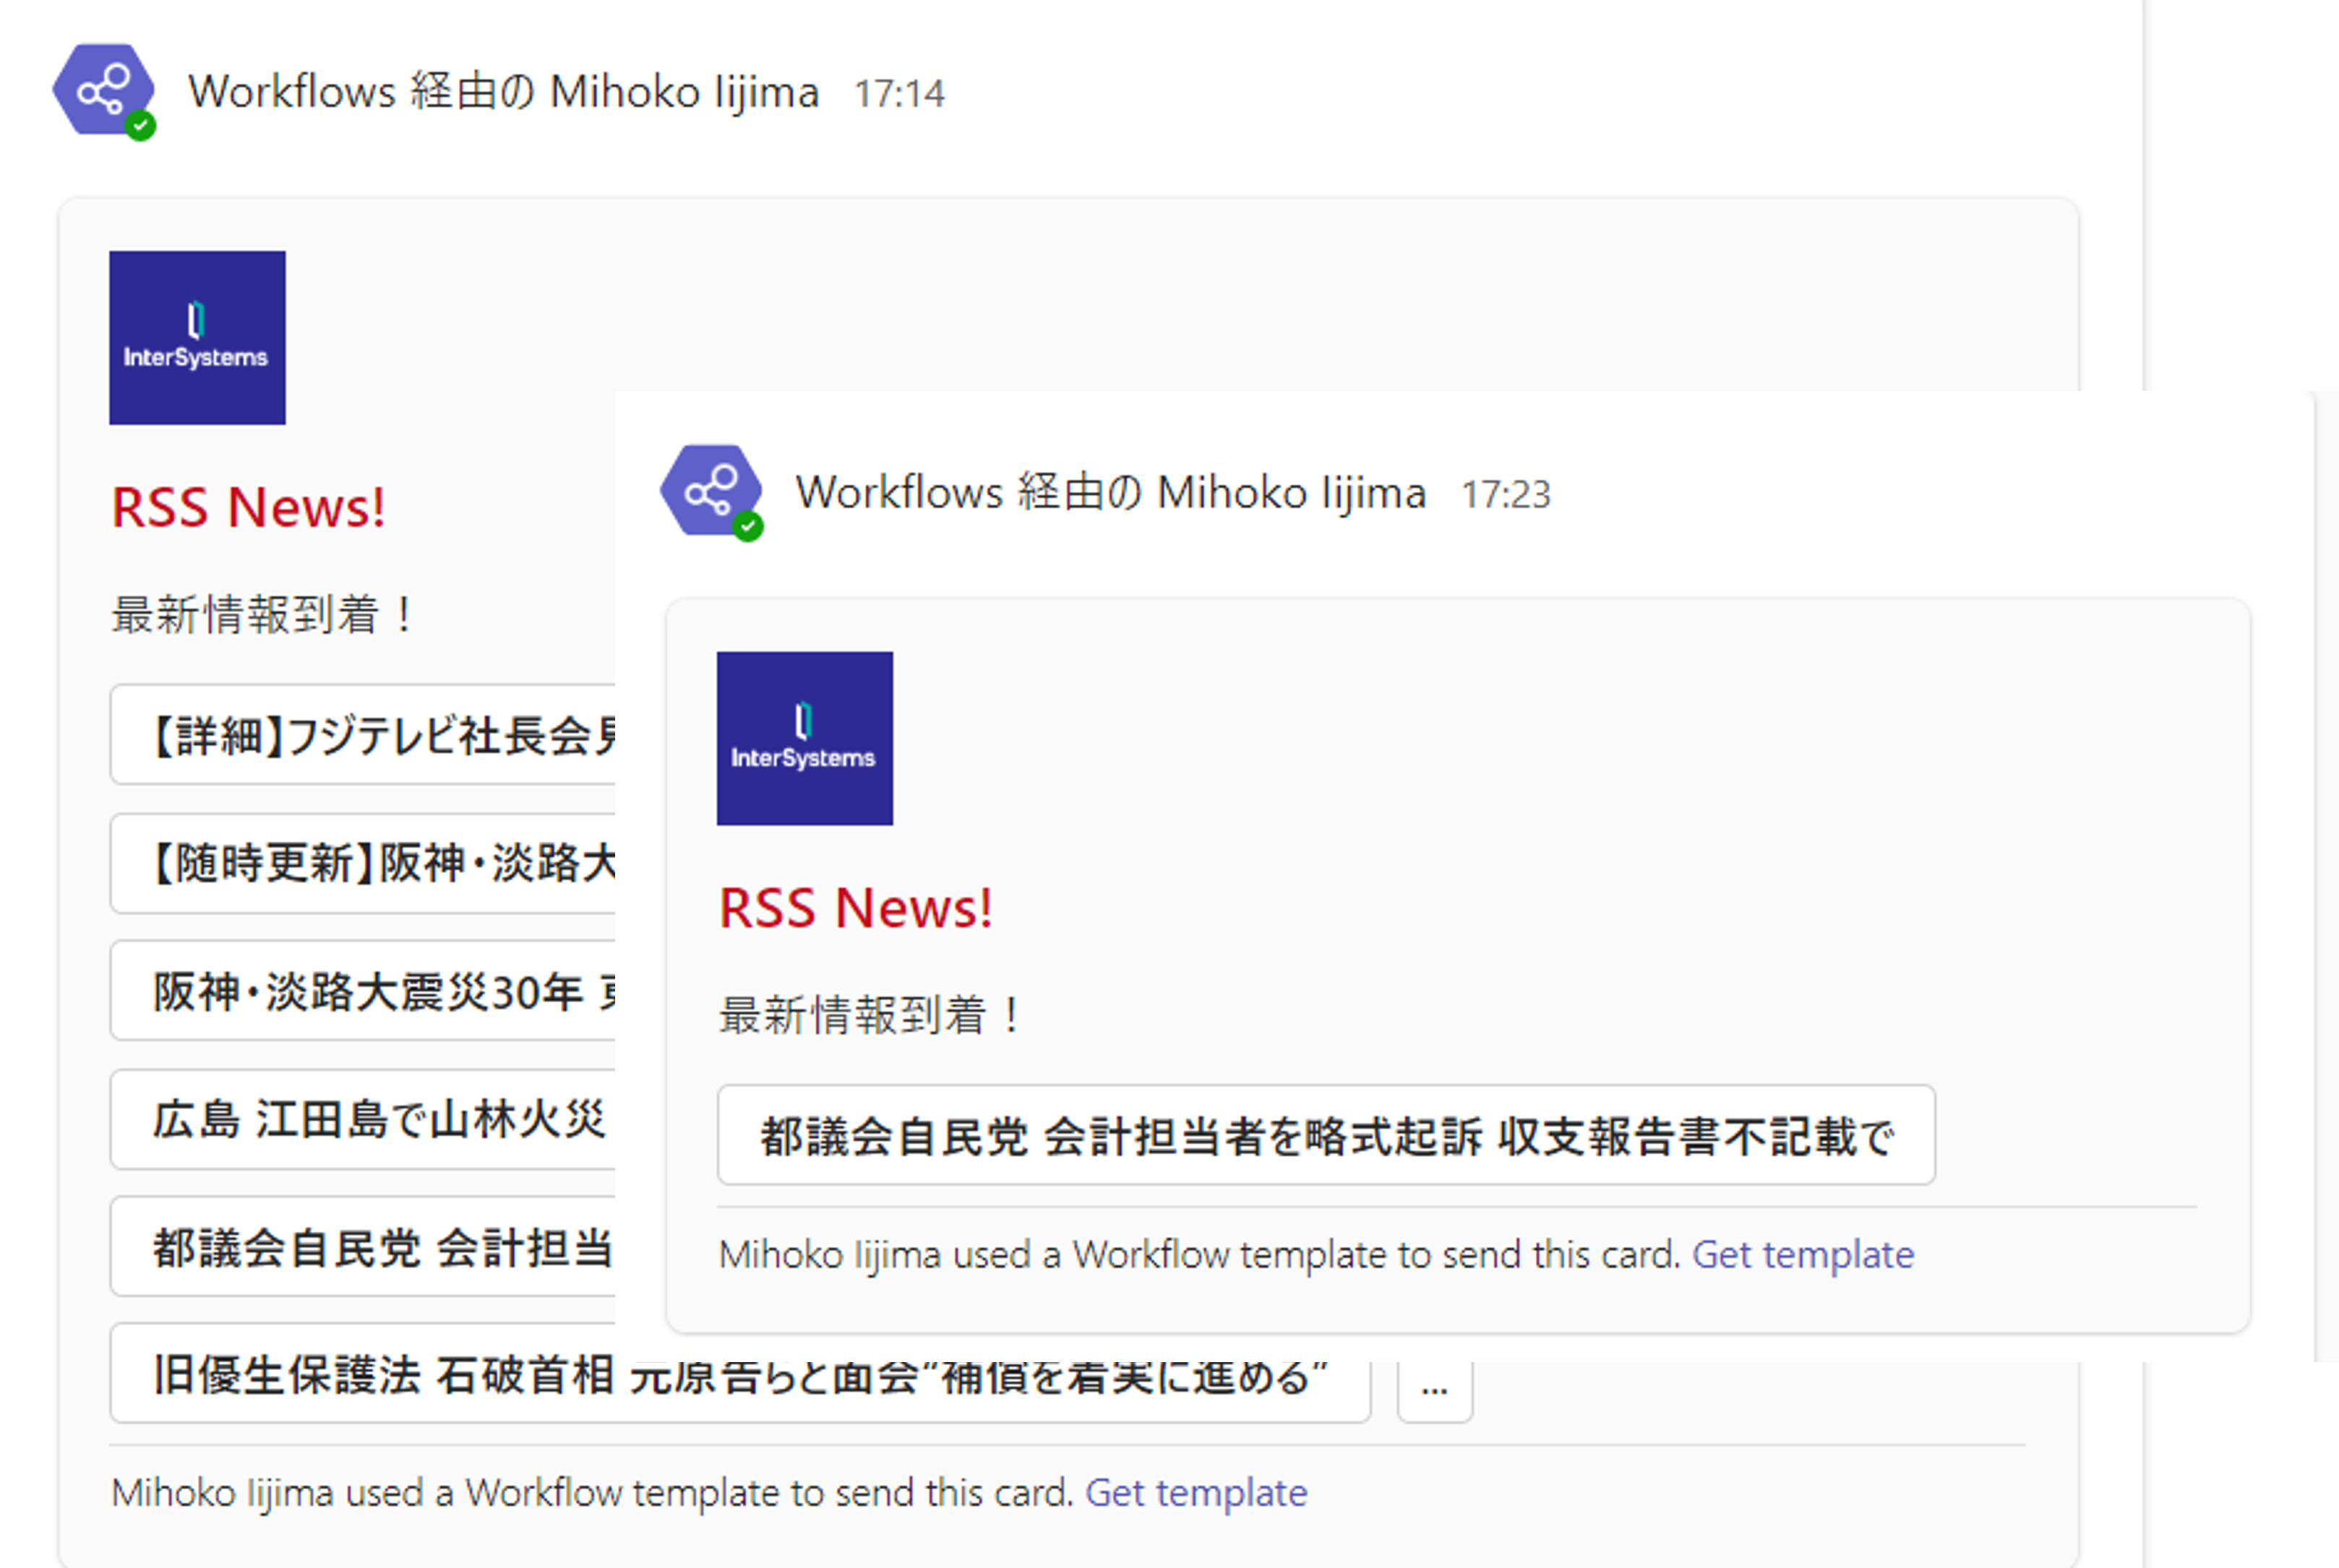 Workflows 経由の Mihoko Iijima 17:14
InterSystems
RSS News!
最新情報到着！
【詳細】フジテレビ社長会見
【随時更新】阪神・淡路大
阪神・淡路大震災30年
広島 江田島で山林火災
都議会自民党 会計担当
旧優生保護法 石破首相 元原告らと面会“補償を着実に進める”
...
Mihoko Iijima used a Workflow template to send this card. Get template
Workflows 経由の Mihoko Iijima 17:23
InterSystems
RSS News!
最新情報到着！
都議会自民党 会計担当者を略式起訴 収支報告書不記載で
Mihoko Iijima used a Workflow template to send this card. Get template